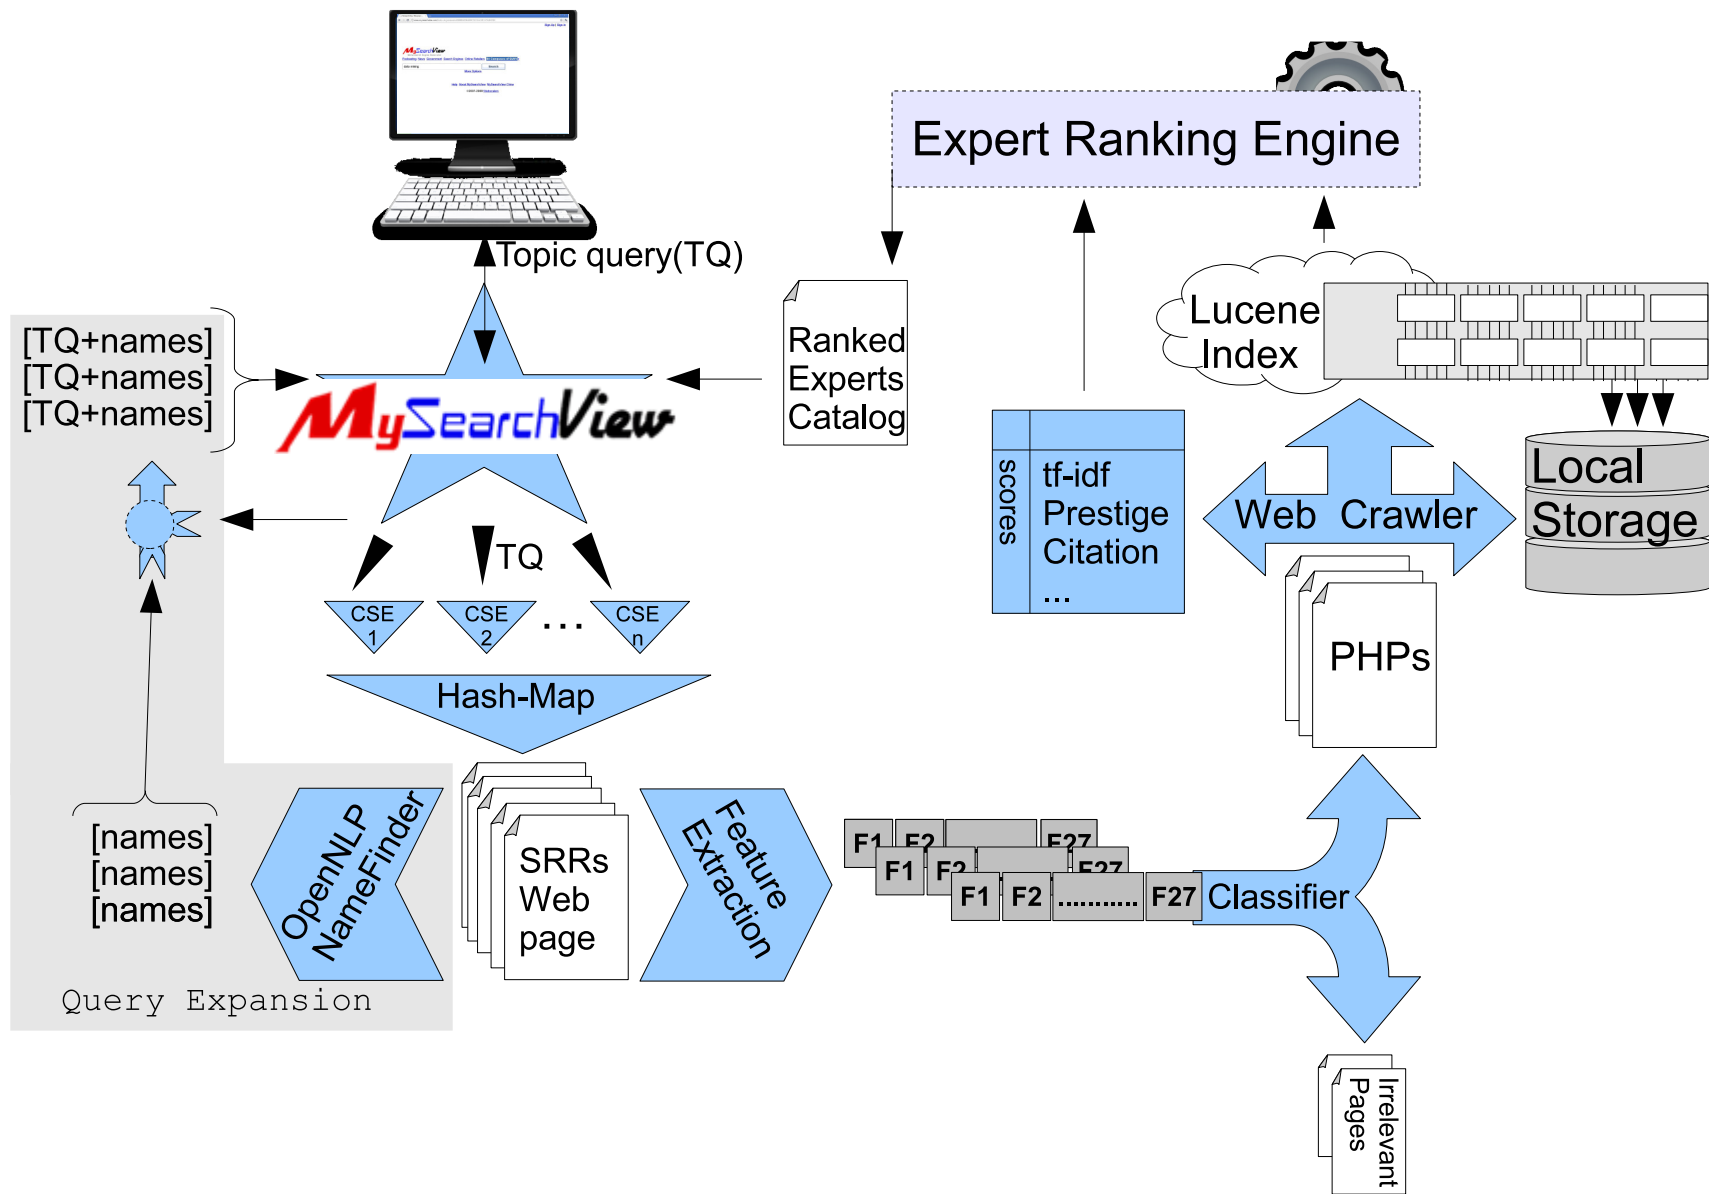 MySearchView
Expert Ranking Engine
Topic query(TQ)
[TQ+names]
[TQ+names]
[TQ+names]
MySearchView
Ranked
Experts
Catalog
Lucene
Index
scores
tf-idf
Prestige
Citation
...
Web Crawler
Local
Storage
TQ
CSE
1
CSE
2
...
CSE
n
Hash-Map
PHPs
[names]
[names]
[names]
OpenNLP
NameFinder
SRRs
Web
page
Feature
Extraction
F1 F2 F27
F1 F2 F27
F1 F2 ........... F27
Classifier
Query Expansion
Irrelevant
Pages